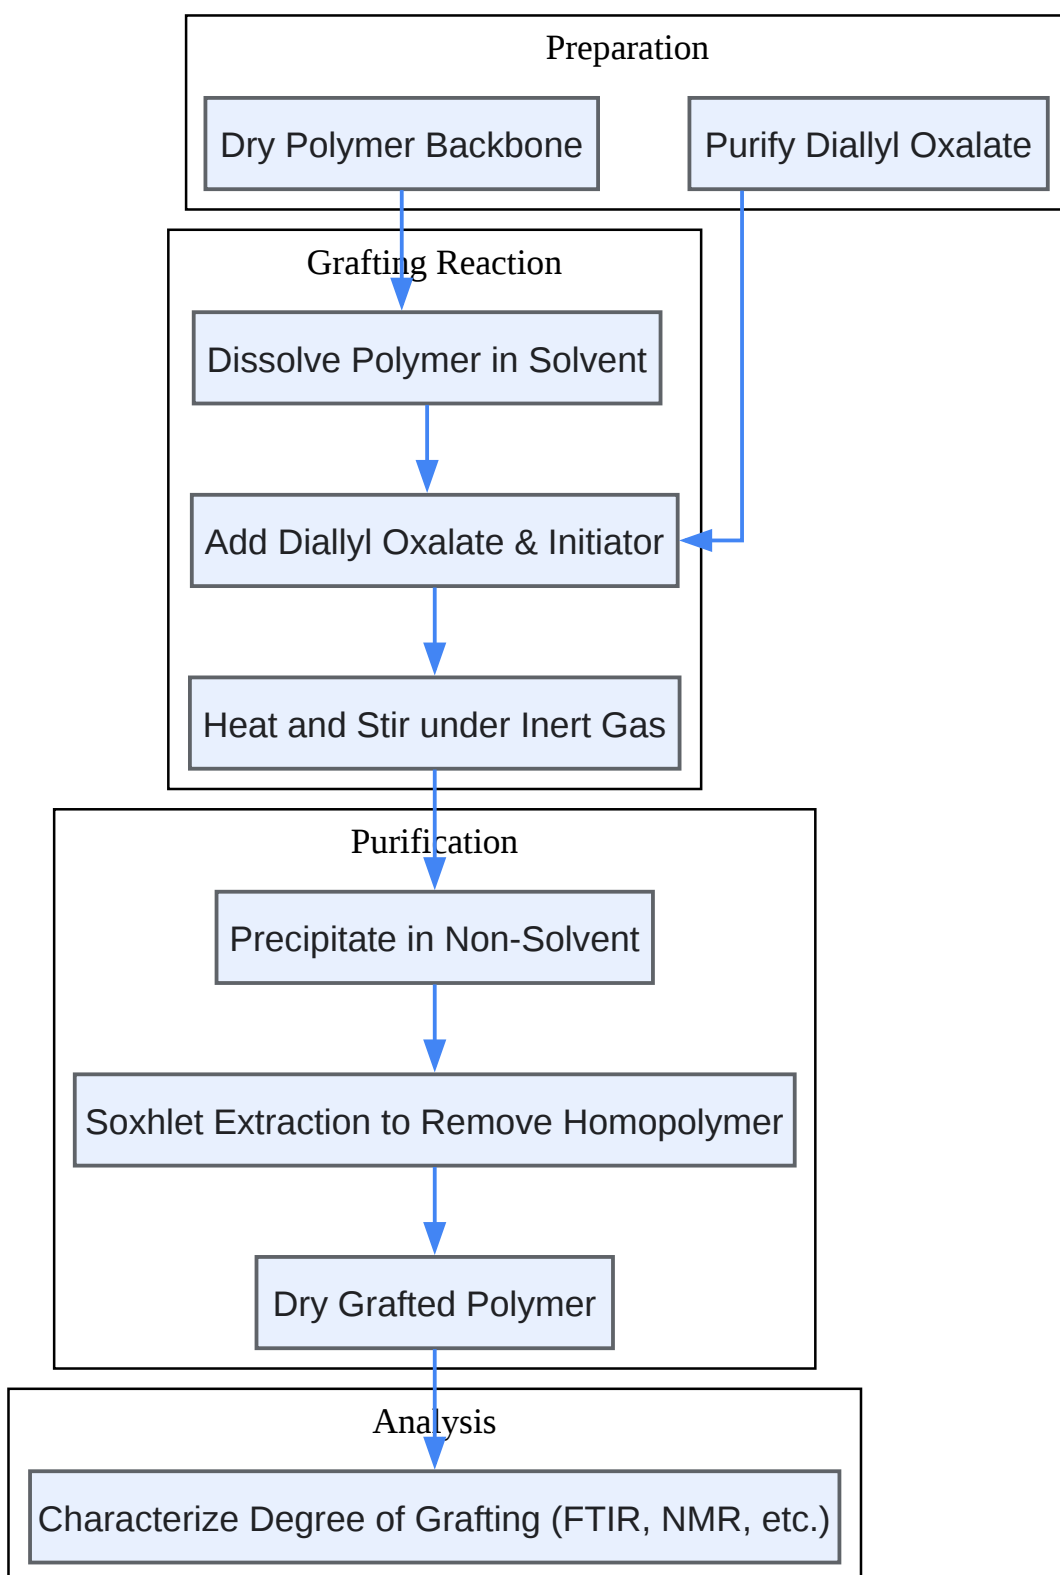 Preparation
Dry Polymer Backbone
Purify Diallyl Oxalate
Grafting Reaction
Dissolve Polymer in Solvent
Add Diallyl Oxalate & Initiator
Heat and Stir under Inert Gas
Purification
Precipitate in Non-Solvent
Soxhlet Extraction to Remove Homopolymer
Dry Grafted Polymer
Analysis
Characterize Degree of Grafting (FTIR, NMR, etc.)